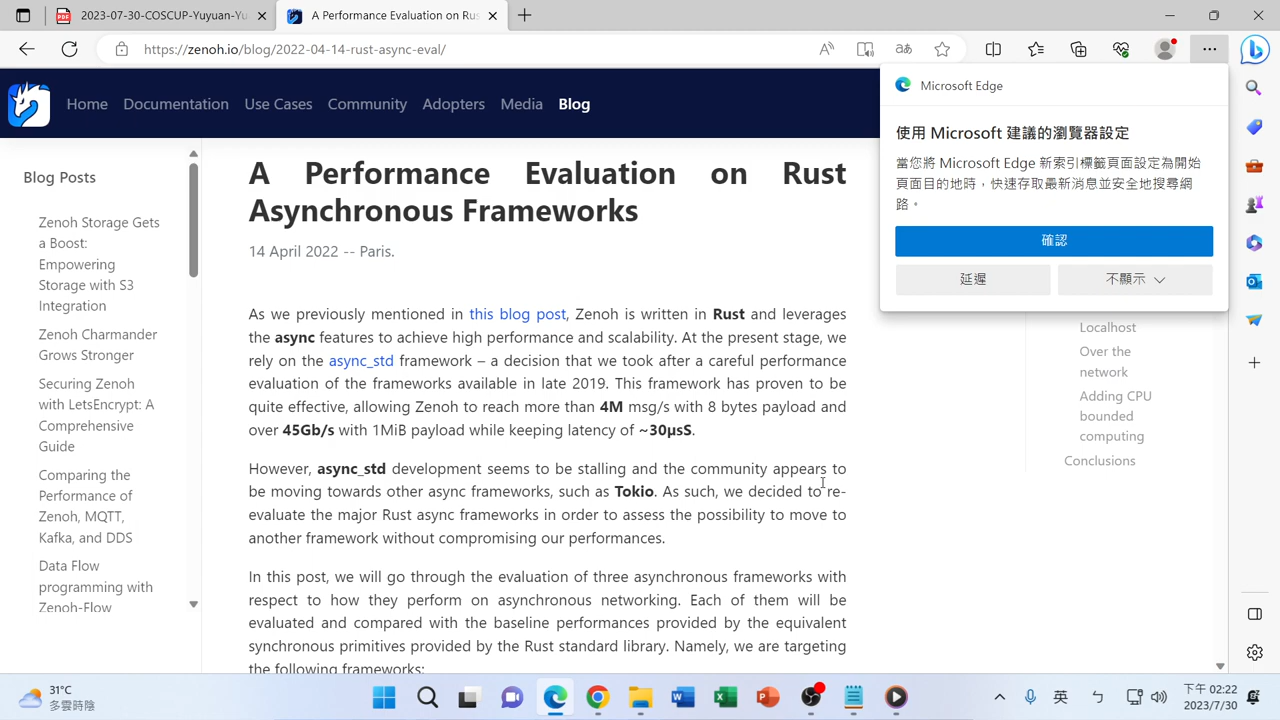 2023-07-30-COSCUP-Yuyuan-Yu
A Performance Evaluation on Rus
https://zenoh.io/blog/2022-04-14-rust-async-eval/
Home Documentation Use Cases Community Adopters Media Blog
Microsoft Edge
使用 Microsoft 建議的瀏覽器設定
當您將 Microsoft Edge 新索引標籤頁面設定為開始
頁面目的地時，快速存取最新消息並安全地搜尋網
路。
確認
延遲
不顯示
Blog Posts
Zenoh Storage Gets
a Boost:
Empowering
Storage with S3
Integration
Zenoh Charmander
Grows Stronger
Securing Zenoh
with LetsEncrypt: A
Comprehensive
Guide
Comparing the
Performance of
Zenoh, MQTT,
Kafka, and DDS
Data Flow
programming with
Zenoh-Flow
A Performance Evaluation on Rust
Asynchronous Frameworks
14 April 2022 -- Paris.
As we previously mentioned in this blog post, Zenoh is written in Rust and leverages
the async features to achieve high performance and scalability. At the present stage, we
rely on the async_std framework – a decision that we took after a careful performance
evaluation of the frameworks available in late 2019. This framework has proven to be
quite effective, allowing Zenoh to reach more than 4M msg/s with 8 bytes payload and
over 45Gb/s with 1MiB payload while keeping latency of ~30µsS.
However, async_std development seems to be stalling and the community appears to
be moving towards other async frameworks, such as Tokio. As such, we decided to re-
evaluate the major Rust async frameworks in order to assess the possibility to move to
another framework without compromising our performances.
In this post, we will go through the evaluation of three asynchronous frameworks with
respect to how they perform on asynchronous networking. Each of them will be
evaluated and compared with the baseline performances provided by the equivalent
synchronous primitives provided by the Rust standard library. Namely, we are targeting
the following frameworks:
Localhost
Over the
network
Adding CPU
bounded
computing
Conclusions
31°C
多雲時陰
英
下午 02:22
2023/7/30